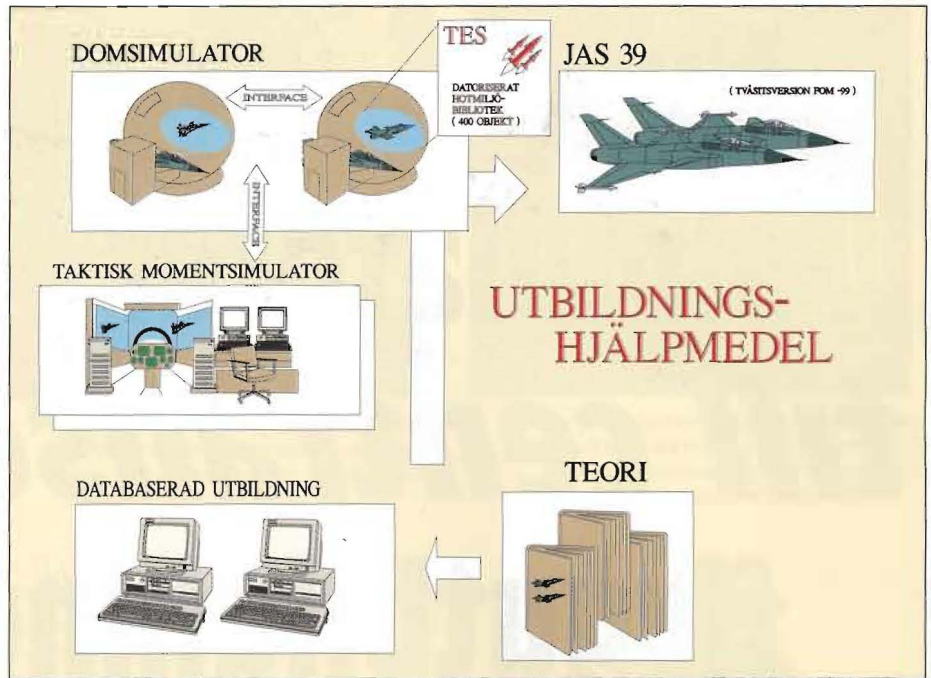 DOMSIMULATOR
INTERFACE
INTERFACE
TES
DATORISERAT
HOTMILJÖ-
BIBLIOTEK
( 400 OBJEKT )
JAS 39
( TVÅSITSVERSION FOM -99 )
TAKTISK MOMENTSIMULATOR
UTBILDNINGS-
HJÄLPMEDEL
DATABASERAD UTBILDNING
TEORI